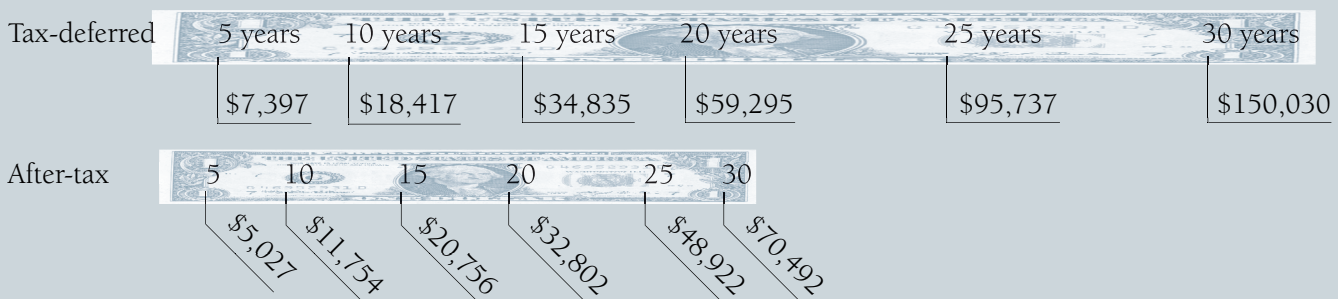 Tax-deferred 5 years 10 years 15 years 20 years 25 years 30 years
$7,397 $18,417 $34,835 $59,295 $95,737 $150,030
After-tax 5 10 15 20 25 30
$5,027 $11,754 $20,756 $32,802 $48,922 $70,492